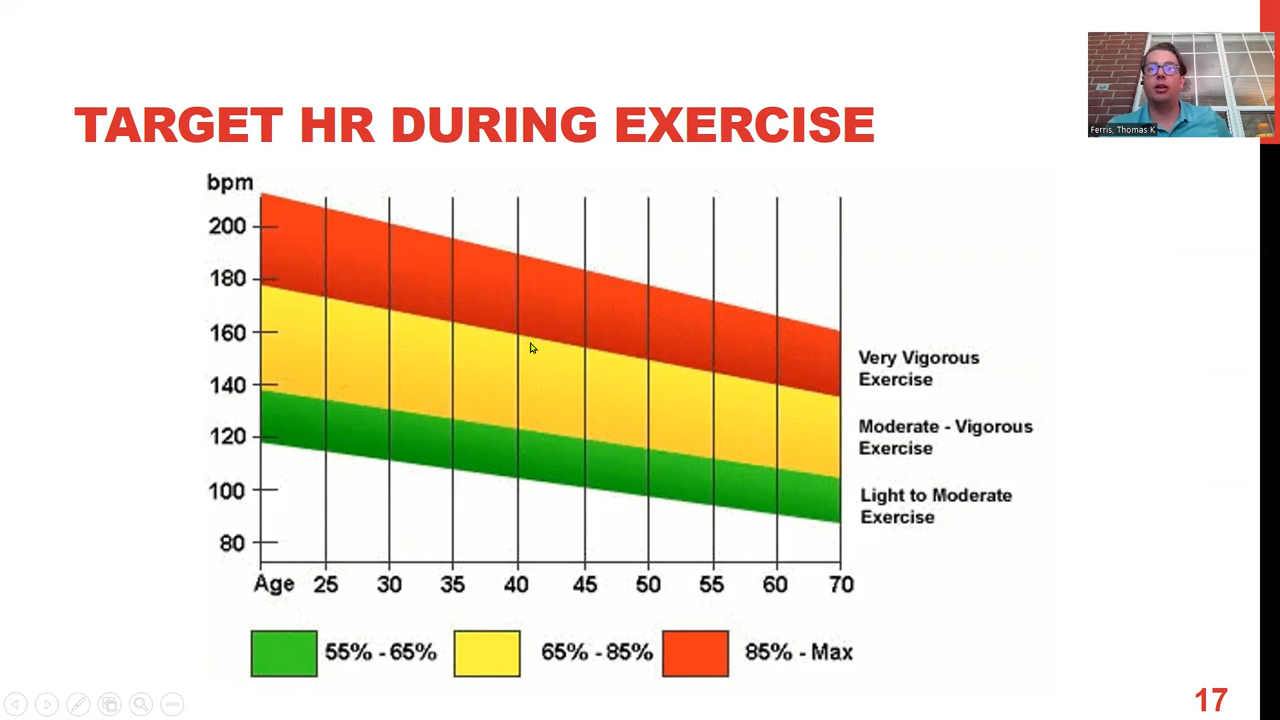 Ferris, Thomas K
TARGET HR DURING EXERCISE
bpm
200
180
160
140
120
100
80
Age 25 30 35 40 45 50 55 60 70
Very Vigorous
Exercise
Moderate - Vigorous
Exercise
Light to Moderate
Exercise
55% - 65% 65% - 85% 85% - Max
17